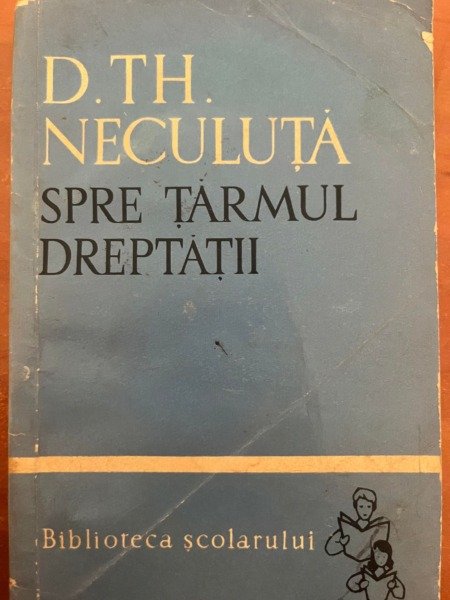 D. TH.
NECULUȚĂ
SPRE ȚĂRMUL
DREPTĂȚII
Biblioteca școlarului